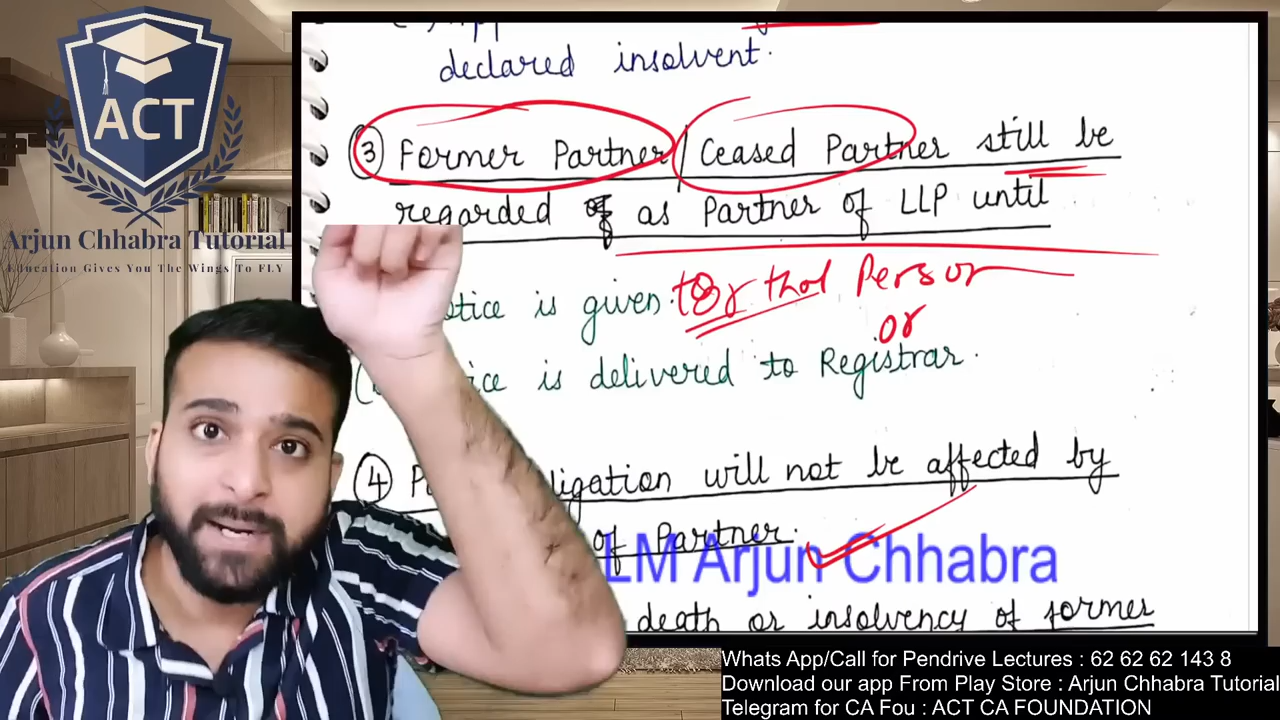 ACT
Arjun Chhabra Tutorial
Education Gives You The Wings To FLY
declared insolvent.
③ Former Partner / Ceased Partner still be
regarded as Partner of LLP until
is given to that Person
or
is delivered to Registrar.
④ will not be affected by
of Partner.
LM Arjun Chhabra
death or insolvency of former
Whats App/Call for Pendrive Lectures : 62 62 62 143 8
Download our app From Play Store : Arjun Chhabra Tutorial
Telegram for CA Fou : ACT CA FOUNDATION